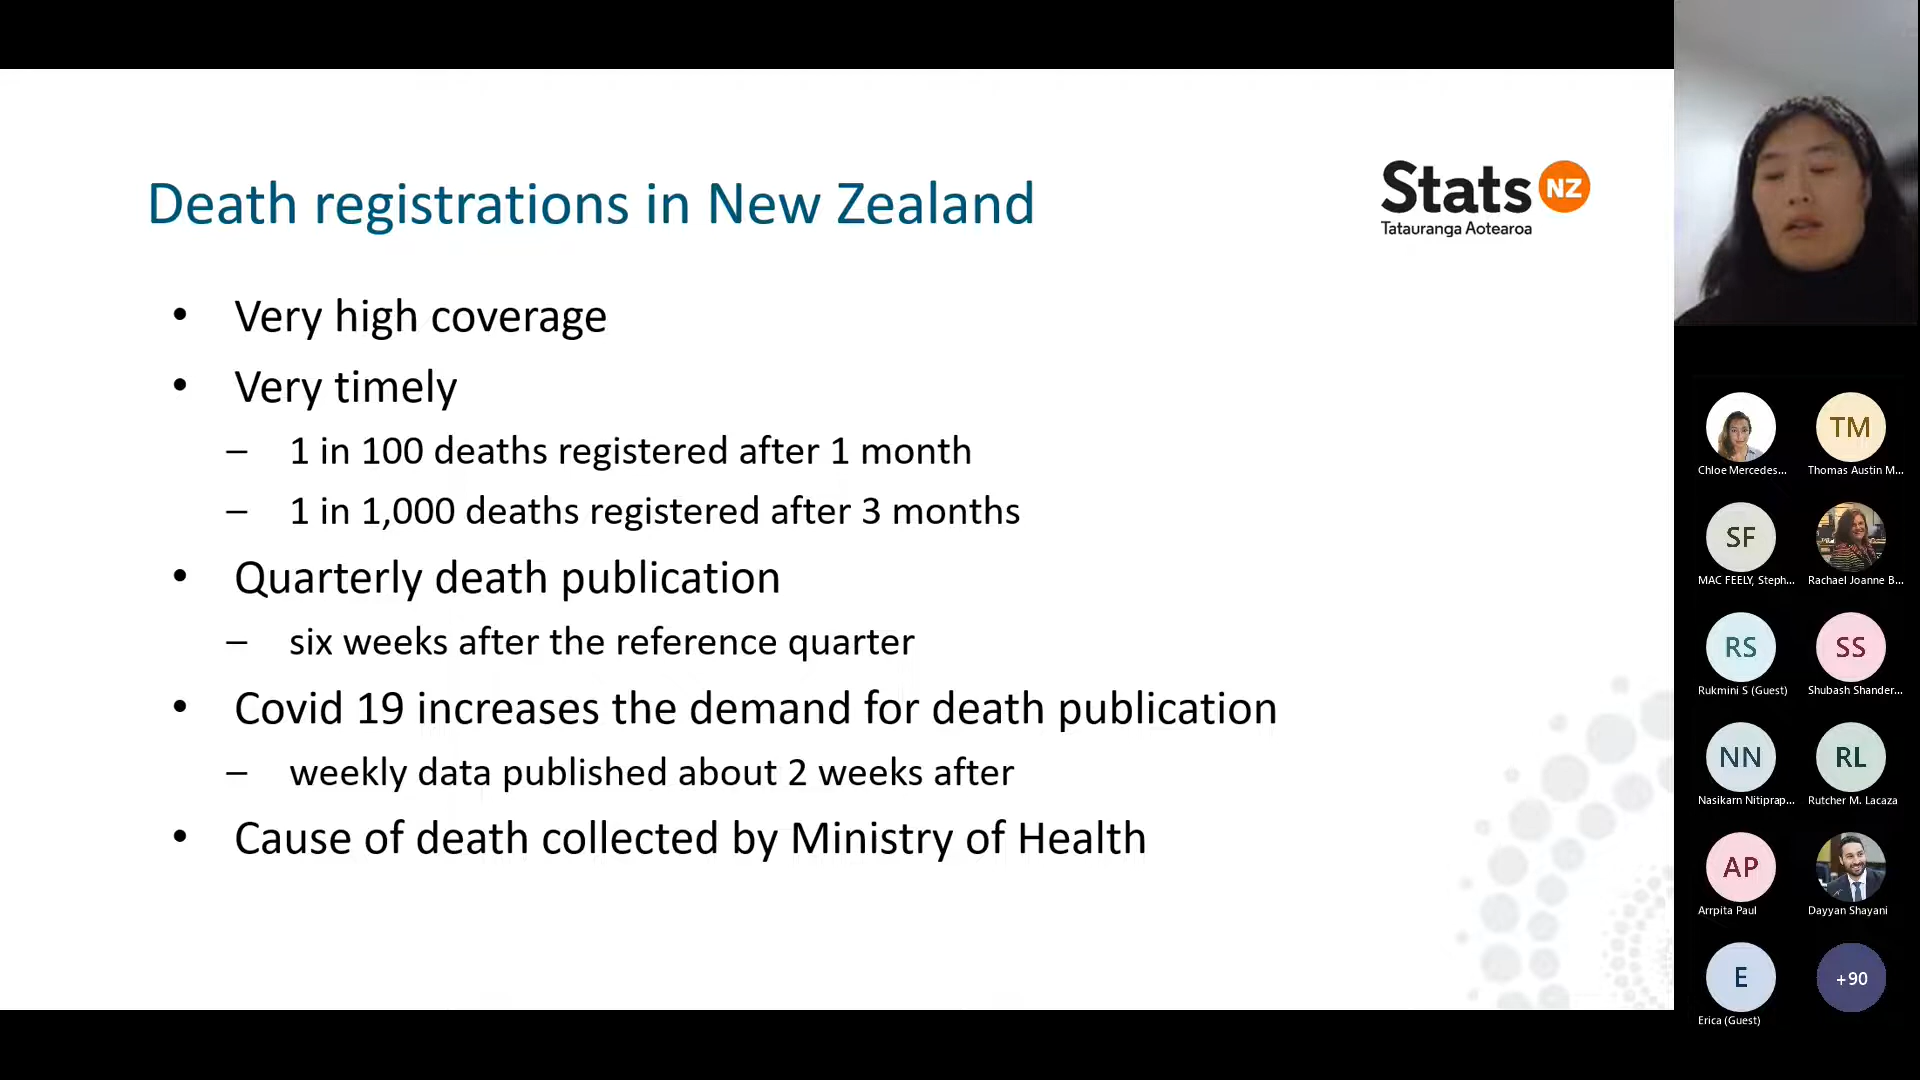 Death registrations in New Zealand
Stats NZ
Tatauranga Aotearoa
• Very high coverage
• Very timely
– 1 in 100 deaths registered after 1 month
– 1 in 1,000 deaths registered after 3 months
• Quarterly death publication
– six weeks after the reference quarter
• Covid 19 increases the demand for death publication
– weekly data published about 2 weeks after
• Cause of death collected by Ministry of Health
Chloe Mercedes...
TM
Thomas Austin M...
SF
MAC FEELY, Steph...
Rachael Joanne B...
RS
Rukmini S (Guest)
SS
Shubash Shander...
NN
Nasikarn Nitiprap...
RL
Rutcher M. Lacaza
AP
Arrpita Paul
Dayyan Shayani
E
Erica (Guest)
+90